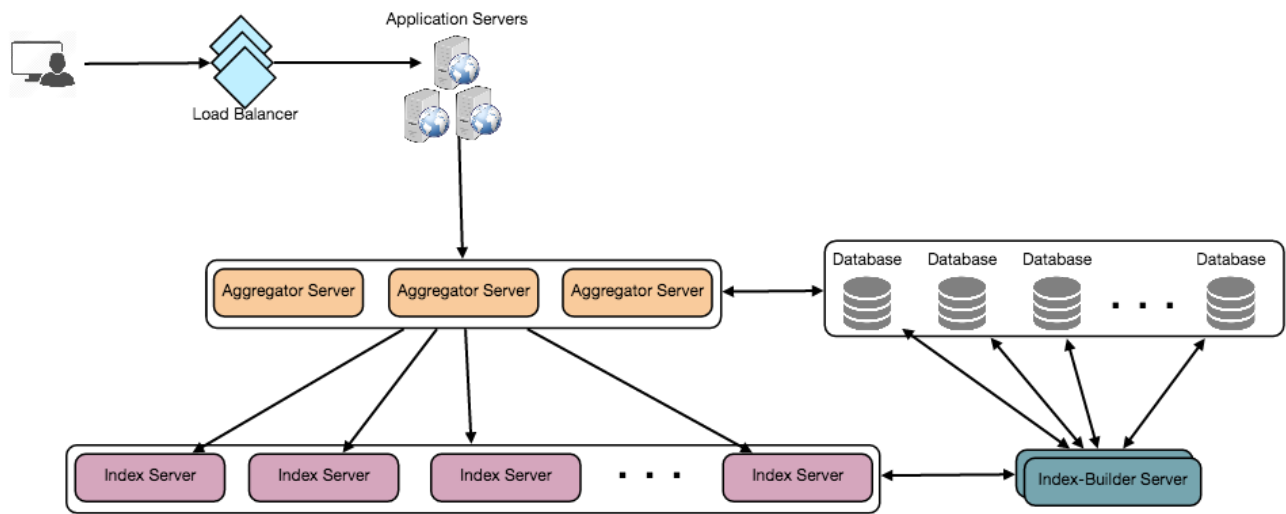 Application Servers
Load Balancer
Database Database Database Database
Aggregator Server Aggregator Server Aggregator Server
. . .
Index Server Index Server Index Server . . . Index Server
Index-Builder Server